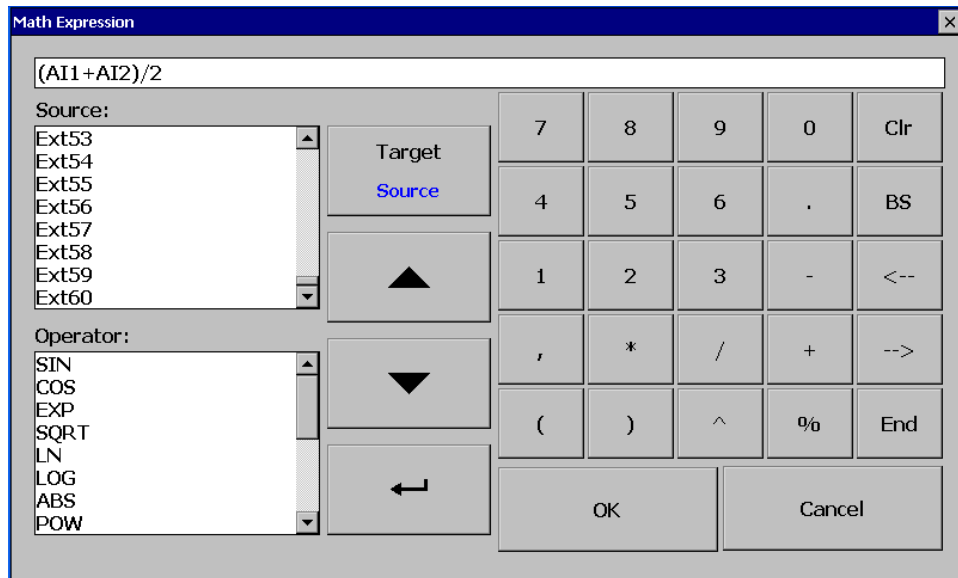 Math Expression
(AI1+AI2)/2
Source:
Ext53
Ext54
Ext55
Ext56
Ext57
Ext58
Ext59
Ext60
Target
Source
Operator:
SIN
COS
EXP
SQRT
LN
LOG
ABS
POW
7 8 9 0 Clr
4 5 6 . BS
1 2 3 - <--
, * / + -->
( ) ^ % End
OK Cancel